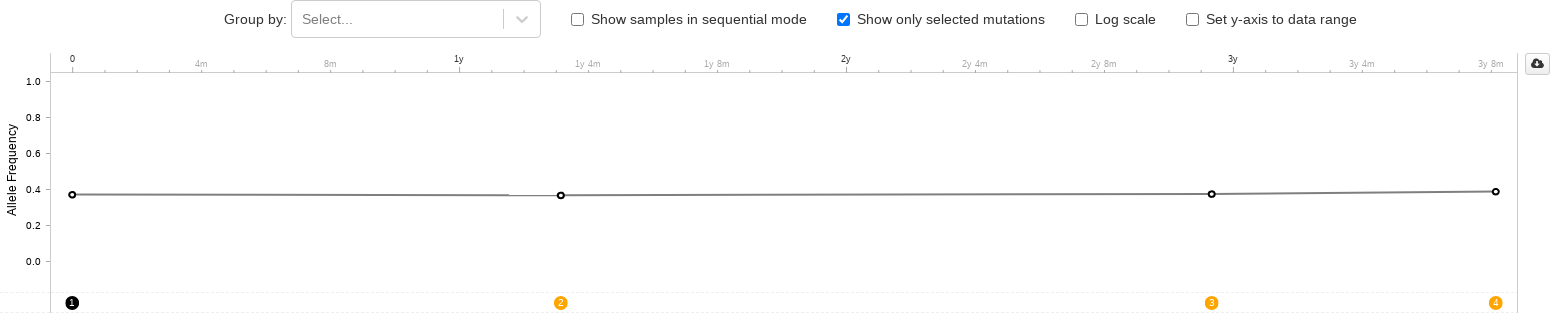 Group by: Select... Show samples in sequential mode Show only selected mutations Log scale Set y-axis to data range
0 4m 8m 1y 1y 4m 1y 8m 2y 2y 4m 2y 8m 3y 3y 4m 3y 8m
Allele Frequency
1.0
0.8
0.6
0.4
0.2
0.0
1 2 3 4